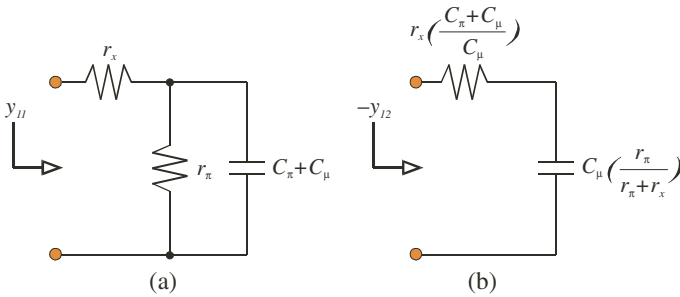 r_x
y_11
r_π
C_π+C_μ
(a)
r_x(C_π+C_μ/C_μ)
−y_12
C_μ(r_π/r_π+r_x)
(b)